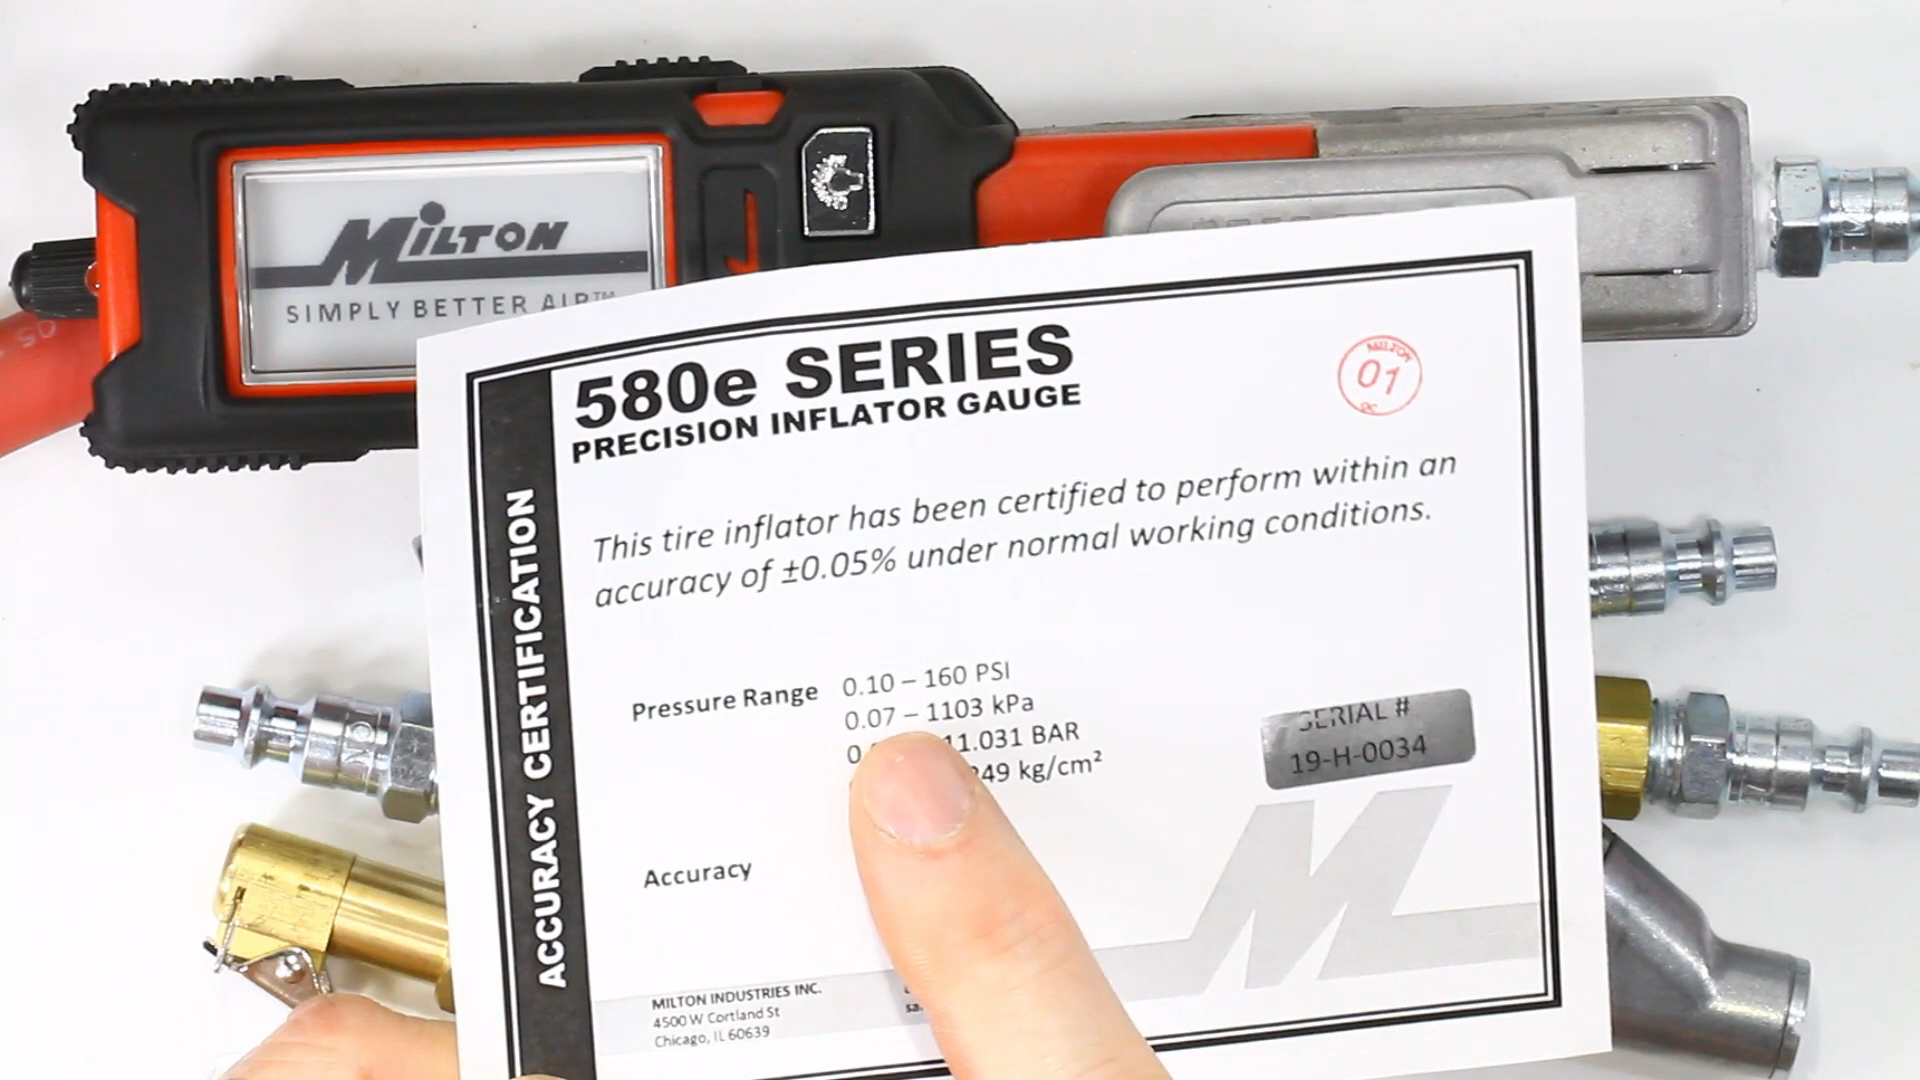 MILTON
SIMPLY BETTER AIR™
580e SERIES
PRECISION INFLATOR GAUGE
MILTON
01
QC
ACCURACY CERTIFICATION
This tire inflator has been certified to perform within an
accuracy of ±0.05% under normal working conditions.
Pressure Range 0.10 – 160 PSI
0.07 – 1103 kPa
11.031 BAR
249 kg/cm²
SERIAL #
19-H-0034
Accuracy
MILTON INDUSTRIES INC.
4500 W Cortland St
Chicago, IL 60639